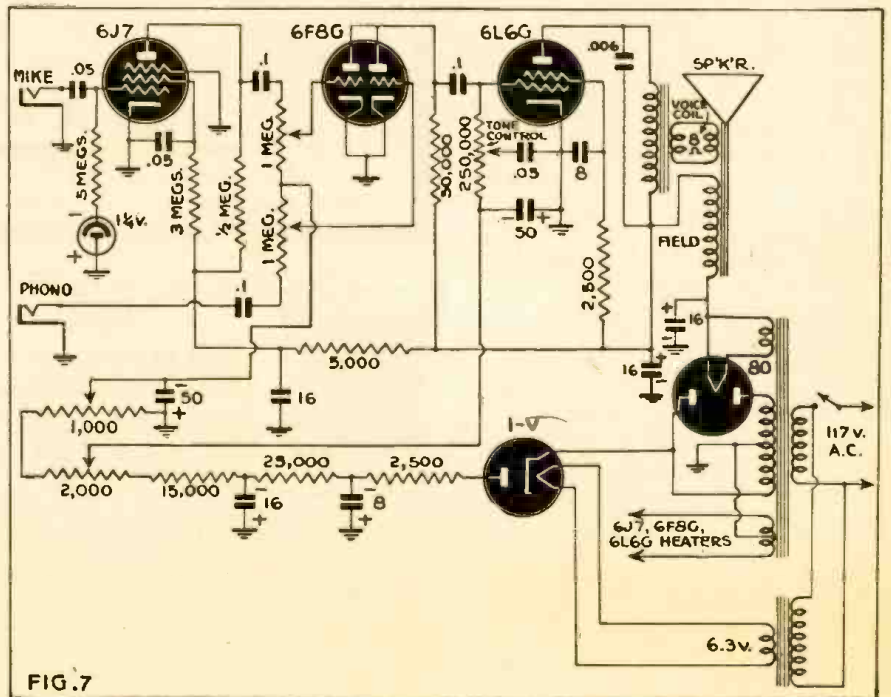 6J7
6F8G
6L6G
MIKE
.05
.1
.1
.006
SP'K'R.
VOICE COIL
8
.05
5 MEGS.
3 MEGS.
½ MEG.
1 MEG.
1 MEG.
50,000
250,000
TONE CONTROL
.05
8
50
- +
1¼v.
-
+
2,500
FIELD
PHONO
.1
5,000
16
+
-
16
+
-
80
1,000
50
-
+
16
1-V
117 v.
A.C.
2,000
15,000
25,000
2,500
16
-
+
8
-
+
6J7, 6F8G,
6L6G HEATERS
6.3v.
FIG.7